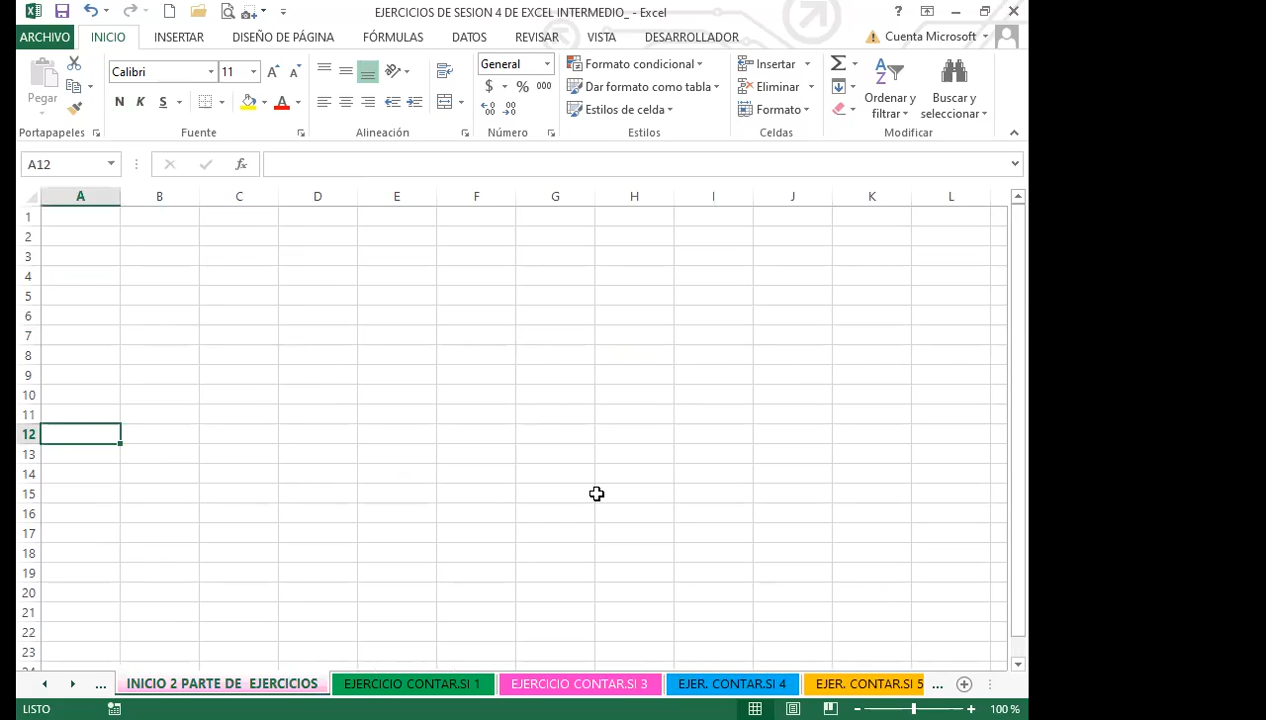 EJERCICIOS DE SESION 4 DE EXCEL INTERMEDIO_ - Excel
ARCHIVO INICIO INSERTAR DISEÑO DE PÁGINA FÓRMULAS DATOS REVISAR VISTA DESARROLLADOR Cuenta Microsoft
Pegar
Portapapeles
Calibri 11
N K S
Fuente
Alineación
General
$ % 000
Número
Formato condicional
Dar formato como tabla
Estilos de celda
Estilos
Insertar
Eliminar
Formato
Celdas
Ordenar y
filtrar
Buscar y
seleccionar
Modificar
A12 fx
A B C D E F G H I J K L
1
2
3
4
5
6
7
8
9
10
11
12
13
14
15
16
17
18
19
20
21
22
23
24
... INICIO 2 PARTE DE EJERCICIOS EJERCICIO CONTAR.SI 1 EJERCICIO CONTAR.SI 3 EJER. CONTAR.SI 4 EJER. CONTAR.SI 5 ...
LISTO 100 %